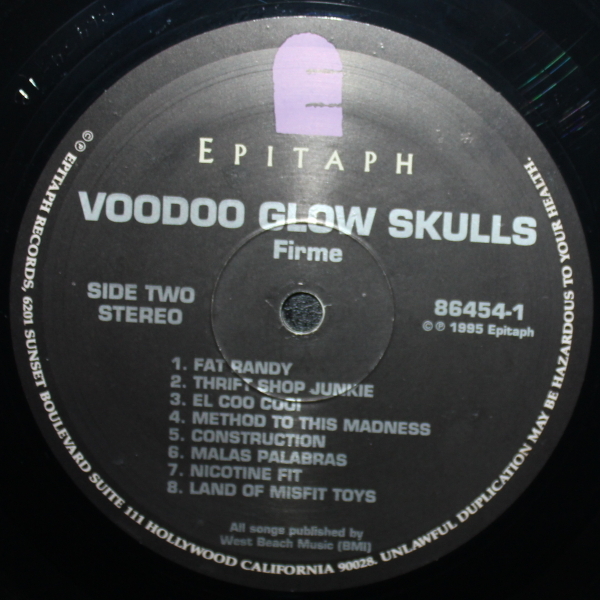 EPITAPH
VOODOO GLOW SKULLS
Firme
SIDE TWO
STEREO
86454-1
© ℗ 1995 Epitaph
1. FAT RANDY
2. THRIFT SHOP JUNKIE
3. EL COO COOI
4. METHOD TO THIS MADNESS
5. CONSTRUCTION
6. MALAS PALABRAS
7. NICOTINE FIT
8. LAND OF MISFIT TOYS
All songs published by
West Beach Music (BMI)
© ℗ EPITAPH RECORDS, 6201 SUNSET BOULEVARD SUITE 111 HOLLYWOOD CALIFORNIA 90028. UNLAWFUL DUPLICATION MAY BE HAZARDOUS TO YOUR HEALTH.